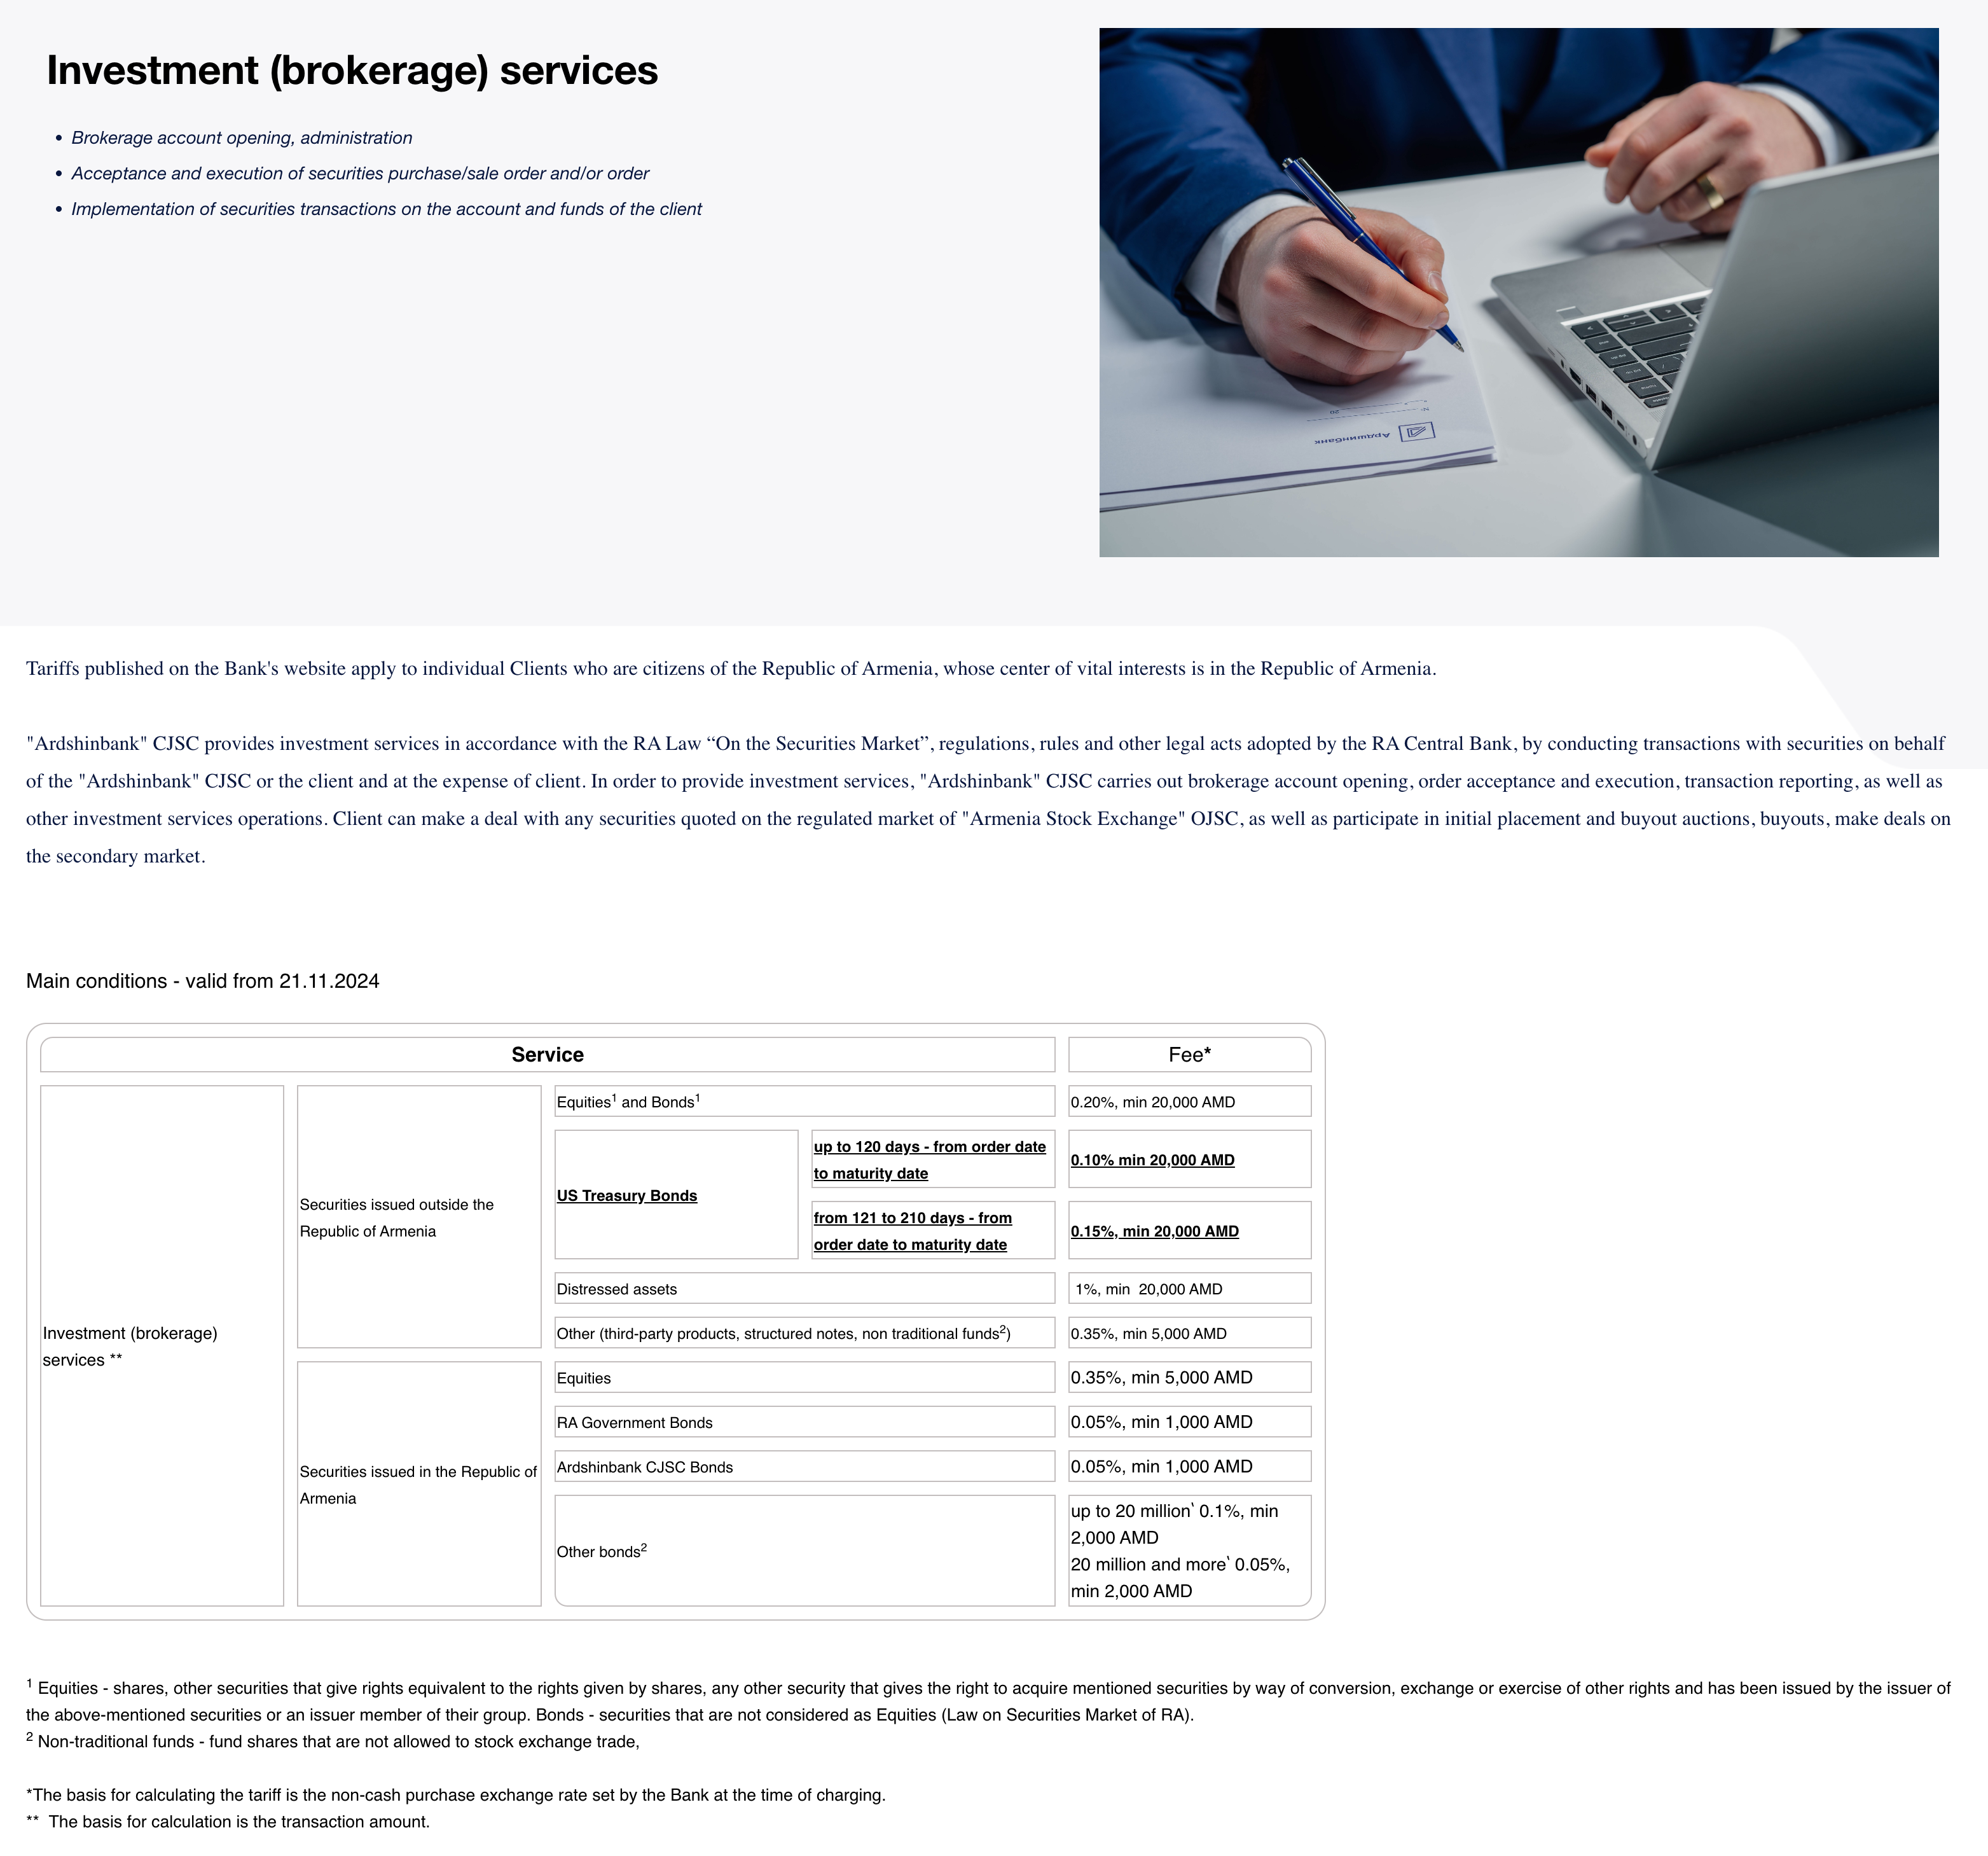 Investment (brokerage) services
• Brokerage account opening, administration
• Acceptance and execution of securities purchase/sale order and/or order
• Implementation of securities transactions on the account and funds of the client
Ардшинбанк
Tariffs published on the Bank's website apply to individual Clients who are citizens of the Republic of Armenia, whose center of vital interests is in the Republic of Armenia.
"Ardshinbank" CJSC provides investment services in accordance with the RA Law “On the Securities Market”, regulations, rules and other legal acts adopted by the RA Central Bank, by conducting transactions with securities on behalf
of the "Ardshinbank" CJSC or the client and at the expense of client. In order to provide investment services, "Ardshinbank" CJSC carries out brokerage account opening, order acceptance and execution, transaction reporting, as well as
other investment services operations. Client can make a deal with any securities quoted on the regulated market of "Armenia Stock Exchange" OJSC, as well as participate in initial placement and buyout auctions, buyouts, make deals on
the secondary market.
Main conditions - valid from 21.11.2024
Service
Fee*
Investment (brokerage)
services **
Securities issued outside the
Republic of Armenia
Equities¹ and Bonds¹
0.20%, min 20,000 AMD
US Treasury Bonds
up to 120 days - from order date
to maturity date
0.10% min 20,000 AMD
from 121 to 210 days - from
order date to maturity date
0.15%, min 20,000 AMD
Distressed assets
1%, min 20,000 AMD
Other (third-party products, structured notes, non traditional funds²)
0.35%, min 5,000 AMD
Securities issued in the Republic of
Armenia
Equities
0.35%, min 5,000 AMD
RA Government Bonds
0.05%, min 1,000 AMD
Ardshinbank CJSC Bonds
0.05%, min 1,000 AMD
Other bonds²
up to 20 million՝ 0.1%, min
2,000 AMD
20 million and more՝ 0.05%,
min 2,000 AMD
¹ Equities - shares, other securities that give rights equivalent to the rights given by shares, any other security that gives the right to acquire mentioned securities by way of conversion, exchange or exercise of other rights and has been issued by the issuer of
the above-mentioned securities or an issuer member of their group. Bonds - securities that are not considered as Equities (Law on Securities Market of RA).
² Non-traditional funds - fund shares that are not allowed to stock exchange trade,
*The basis for calculating the tariff is the non-cash purchase exchange rate set by the Bank at the time of charging.
** The basis for calculation is the transaction amount.